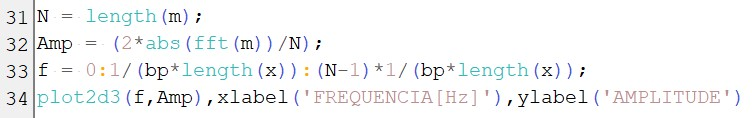 31 N = length(m);
32 Amp = (2*abs(fft(m))/N);
33 f = 0:1/(bp*length(x)):(N-1)*1/(bp*length(x));
34 plot2d3(f,Amp),xlabel('FREQUENCIA[Hz]'),ylabel('AMPLITUDE')